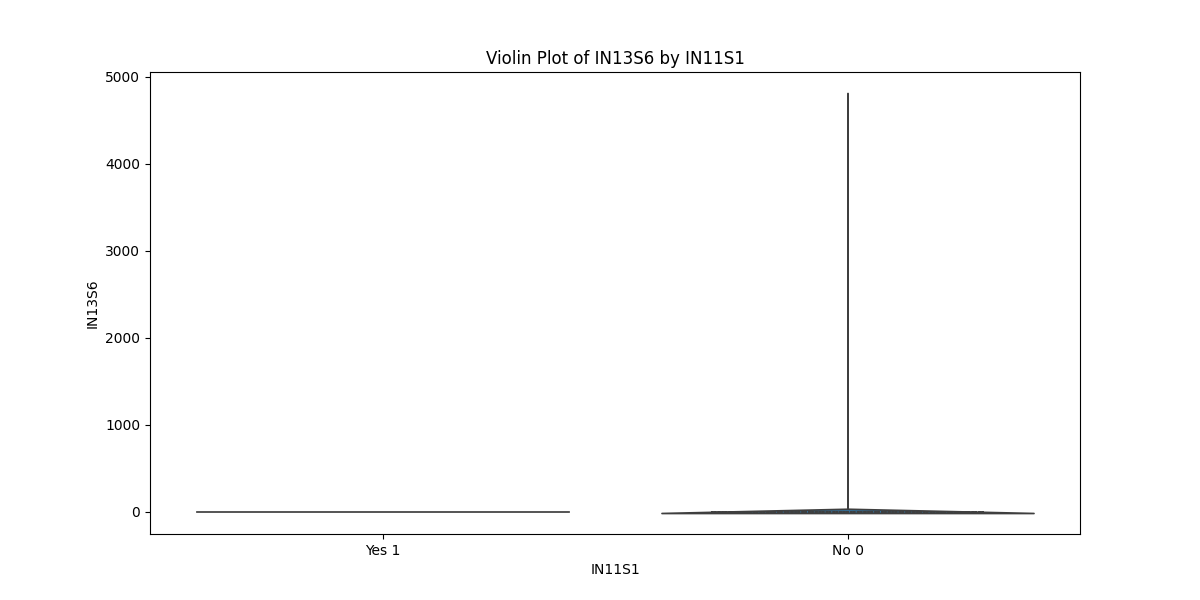 Violin Plot of IN13S6 by IN11S1
5000
4000
3000
2000
1000
0
IN13S6
Yes 1
No 0
IN11S1